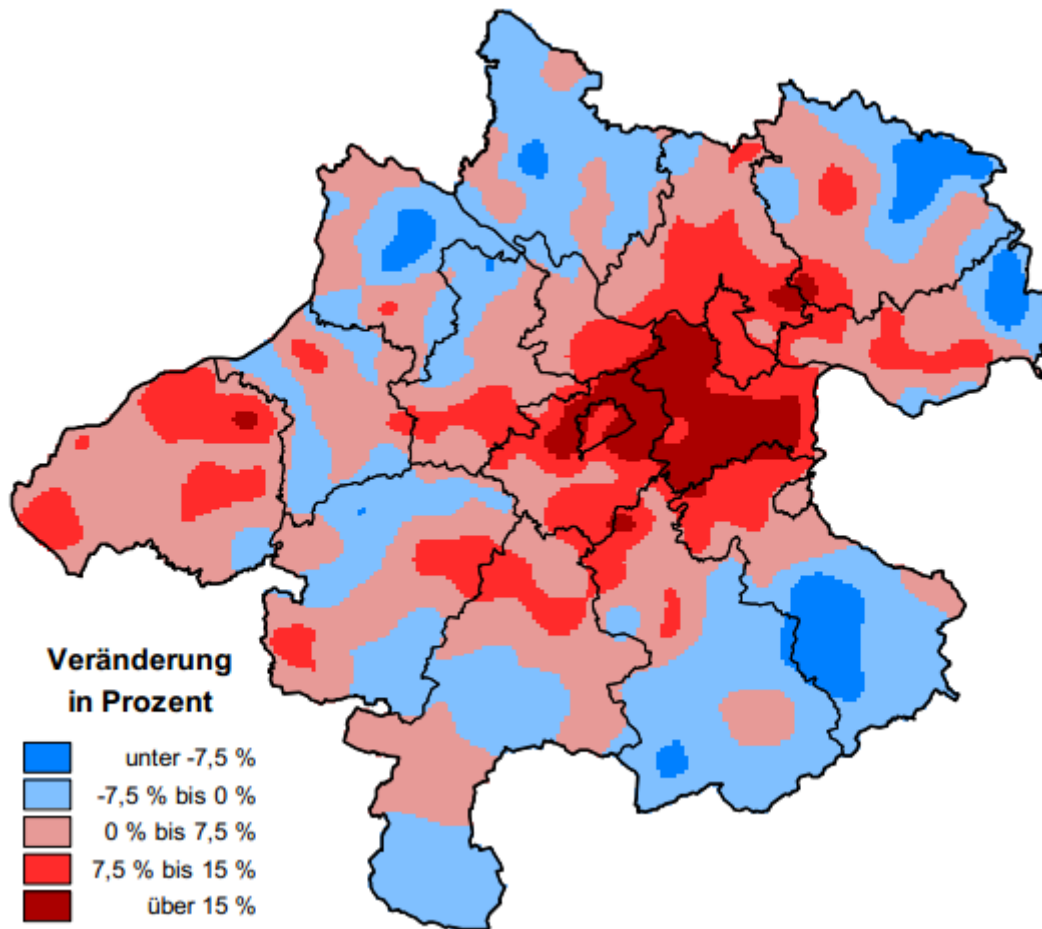 Veränderung
in Prozent
unter -7,5 %
-7,5 % bis 0 %
0 % bis 7,5 %
7,5 % bis 15 %
über 15 %